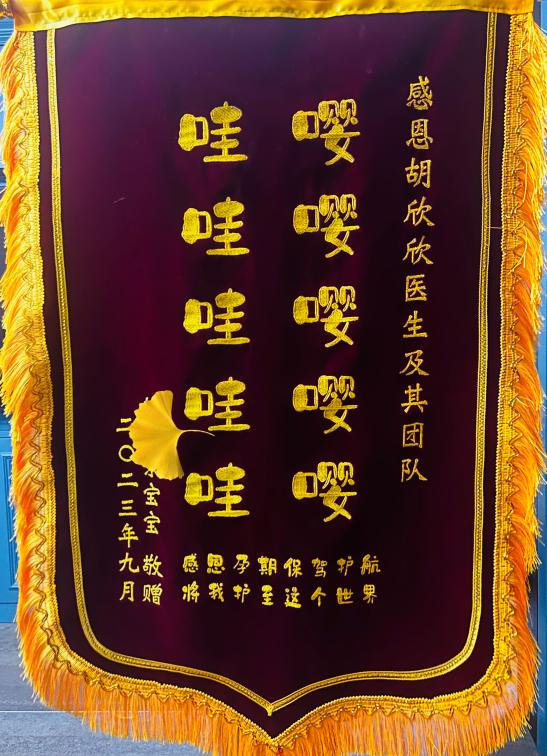 感恩胡欣欣医生及其团队
嘤嘤嘤嘤嘤
哇哇哇哇哇
感恩孕期保驾护航
将我护至这个世界
宝宝 敬赠
二〇二三年九月